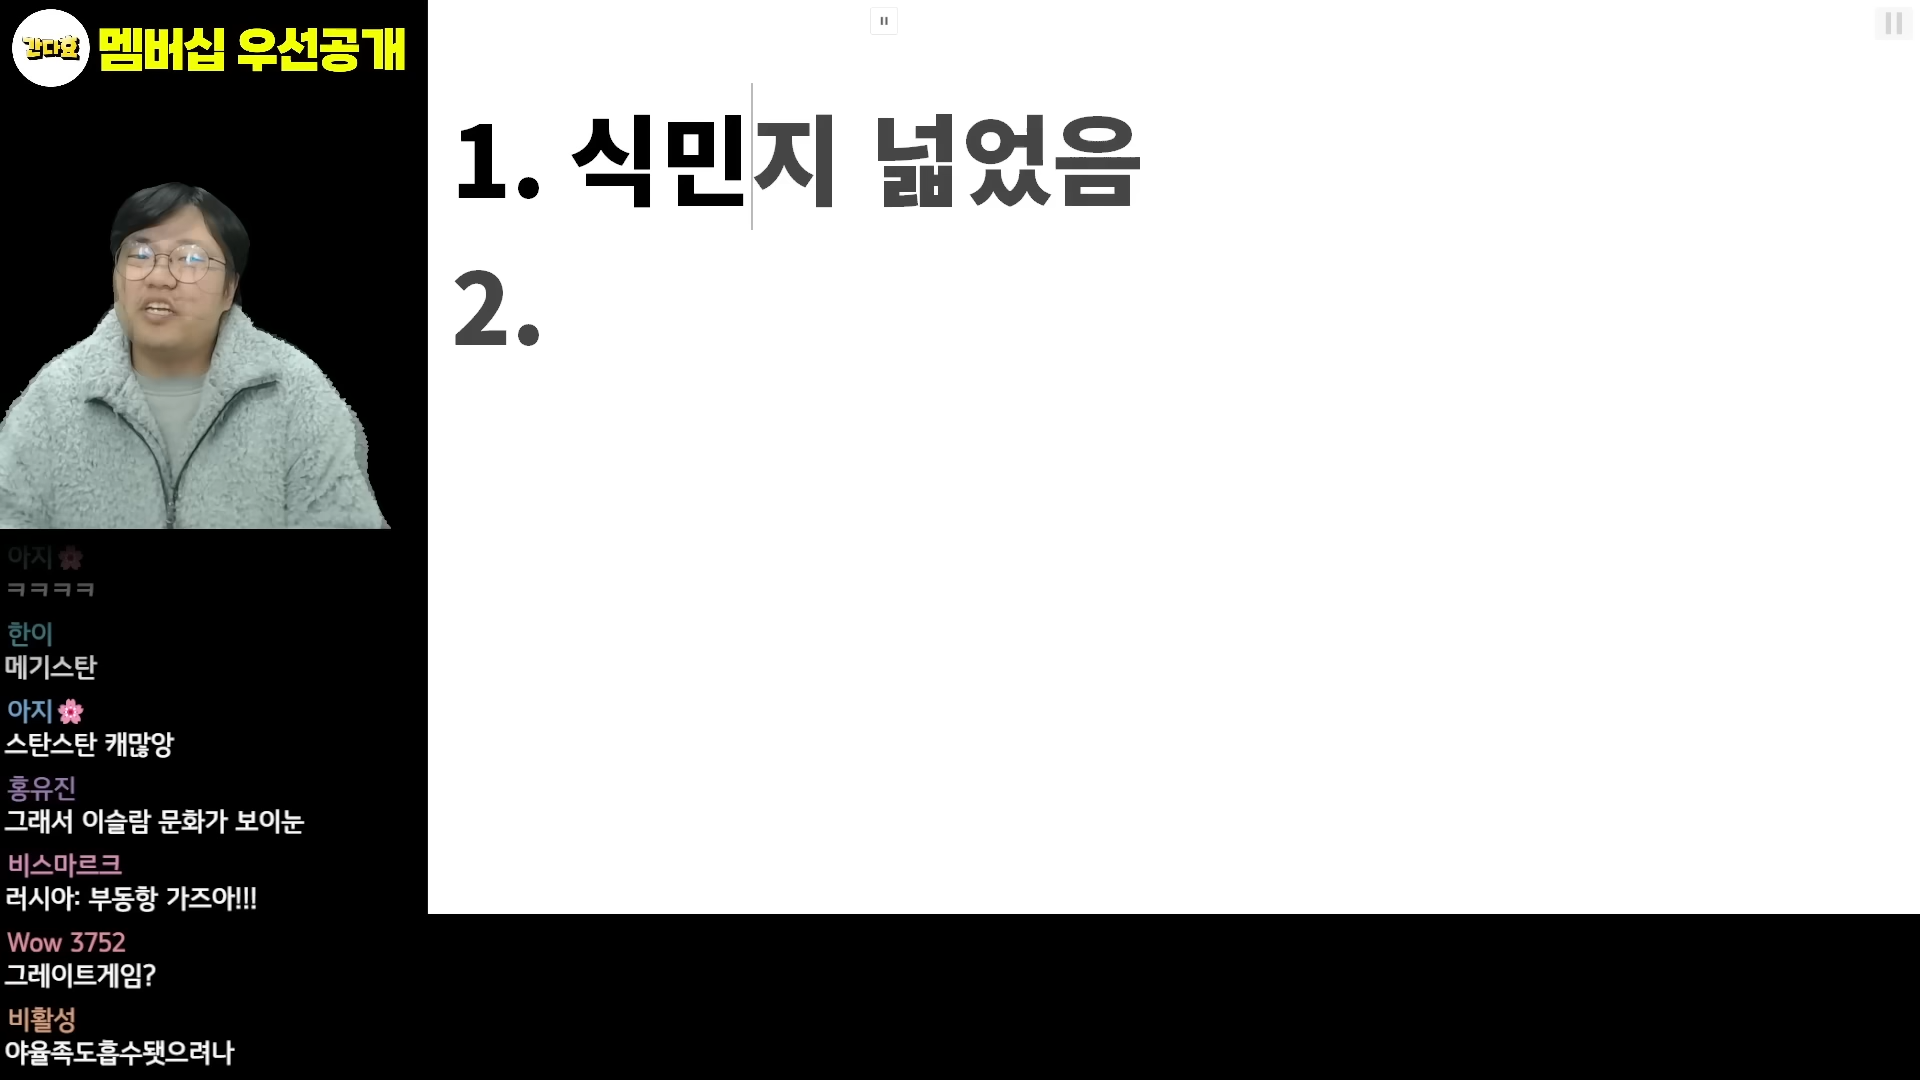 간다효 멤버십 우선공개
1. 식민지 넓었음
2.
아지🌸
ㅋㅋㅋㅋ
한이
메기스탄
아지🌸
스탄스탄 캐많앙
홍유진
그래서 이슬람 문화가 보이눈
비스마르크
러시아: 부동항 가즈아!!!
Wow 3752
그레이트게임?
비활성
야율족도흡수됏으려나